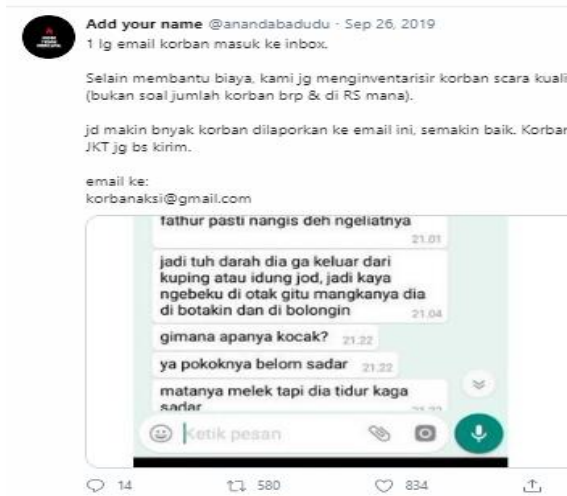 Add your name @anandabadudu · Sep 26, 2019
1 lg email korban masuk ke inbox.
Selain membantu biaya, kami jg menginventarisir korban scara kuali
(bukan soal jumlah korban brp & di RS mana).
jd makin bnyak korban dilaporkan ke email ini, semakin baik. Korban
JKT jg bs kirim.
email ke:
korbanaksi@gmail.com
fathur pasti nangis deh ngeliatnya
21.01
jadi tuh darah dia ga keluar dari
kuping atau idung jod, jadi kaya
ngebeku di otak gitu mangkanya dia
di botakin dan di bolongin
21.04
gimana apanya kocak? 21.22
ya pokoknya belom sadar 21.22
matanya melek tapi dia tidur kaga
sadar
Ketik pesan
14 580 834